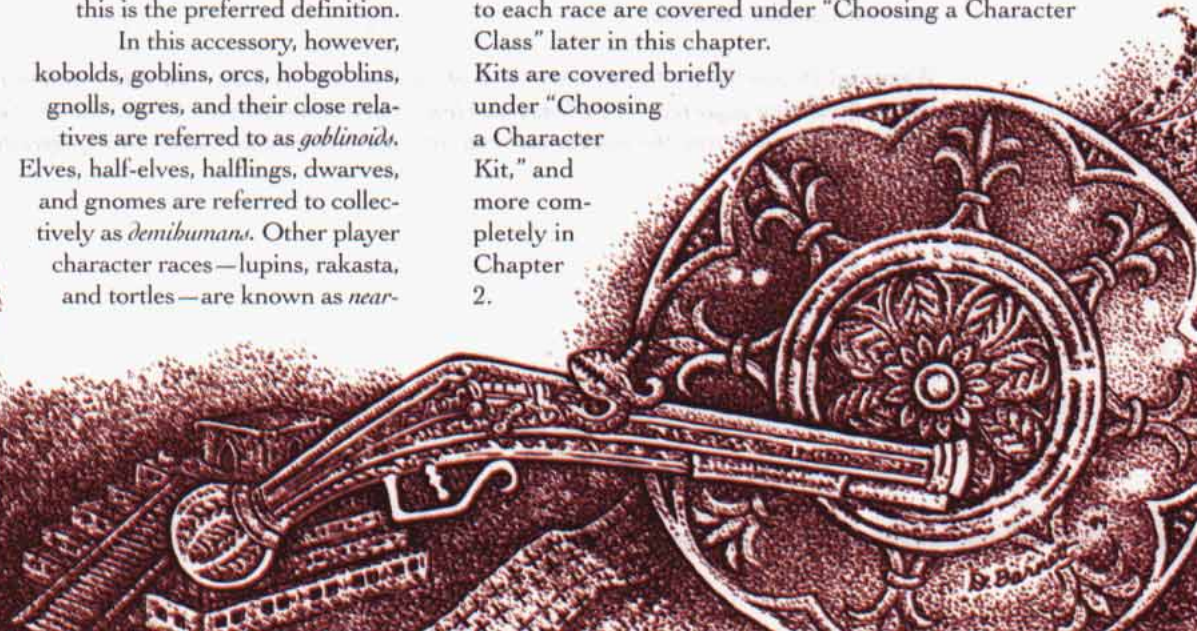 this is the preferred definition.
In this accessory, however,
kobolds, goblins, orcs, hobgoblins,
gnolls, ogres, and their close rela-
tives are referred to as goblinoids.
Elves, half-elves, halflings, dwarves,
and gnomes are referred to collec-
tively as demihumans. Other player
character races—lupins, rakasta,
and tortles—are known as near-
to each race are covered under “Choosing a Character
Class” later in this chapter.
Kits are covered briefly
under “Choosing
a Character
Kit,” and
more com-
pletely in
Chapter
2.